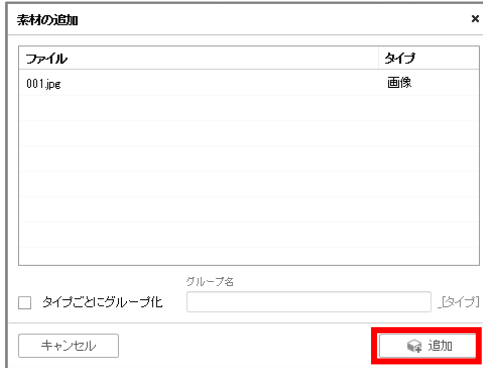 素材の追加 ×
ファイル タイプ
001.jpg 画像
グループ名
タイプごとにグループ化 _[タイプ]
キャンセル 追加